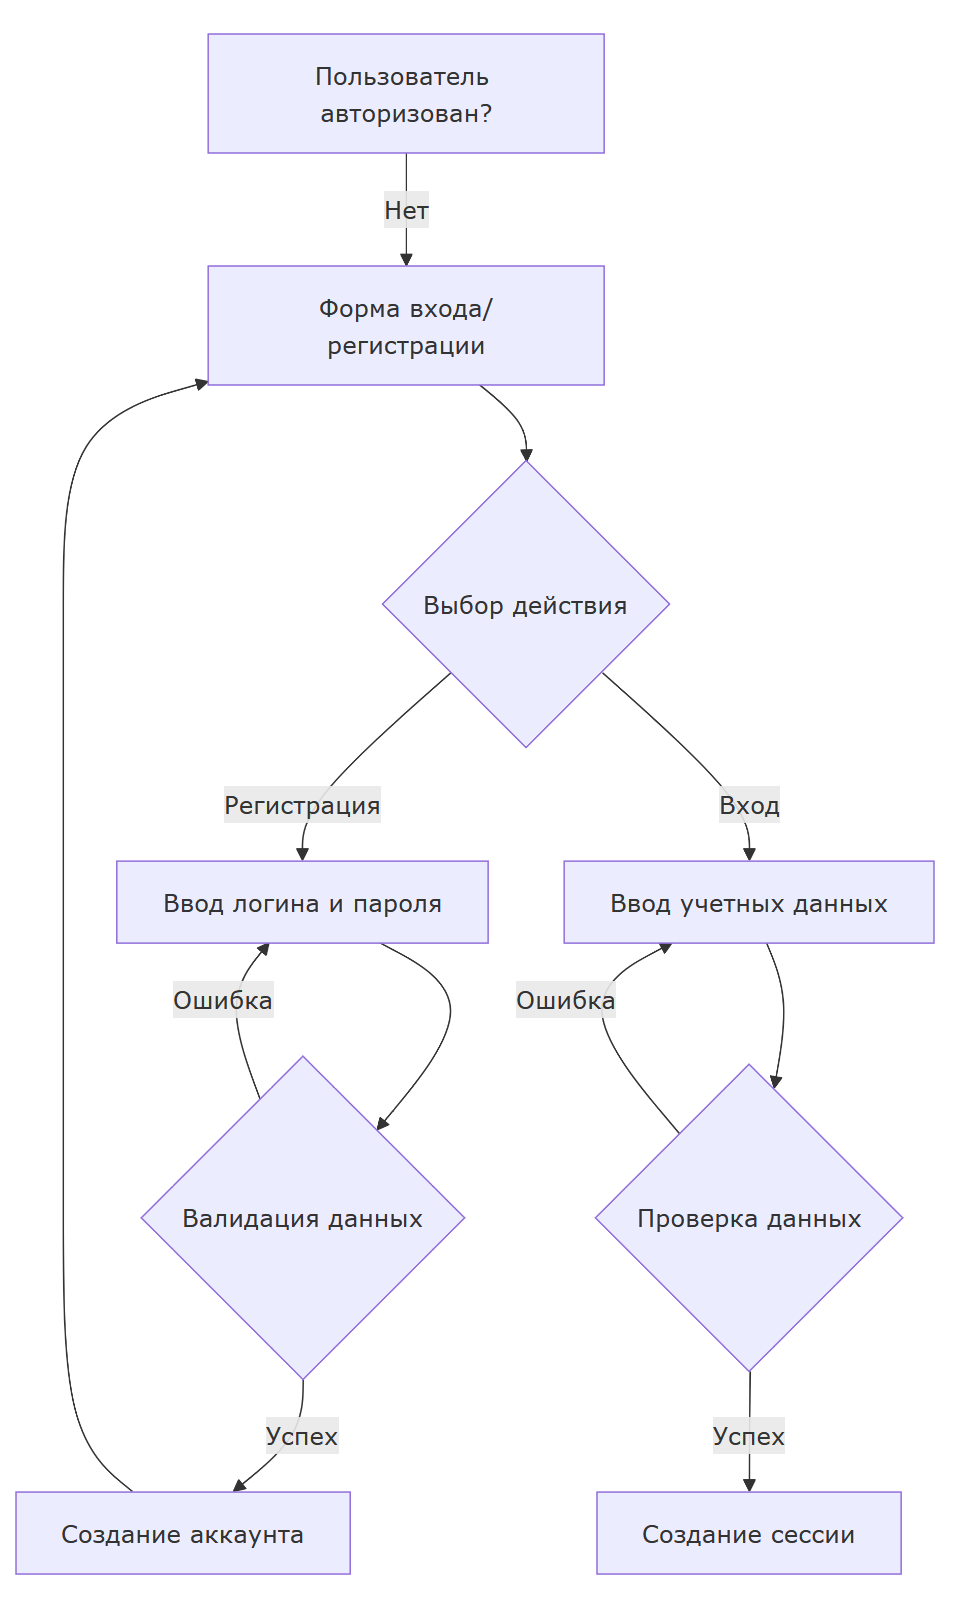 Пользователь
авторизован?
Нет
Форма входа/
регистрации
Выбор действия
Регистрация
Вход
Ввод логина и пароля
Ввод учетных данных
Ошибка
Ошибка
Валидация данных
Проверка данных
Успех
Успех
Создание аккаунта
Создание сессии